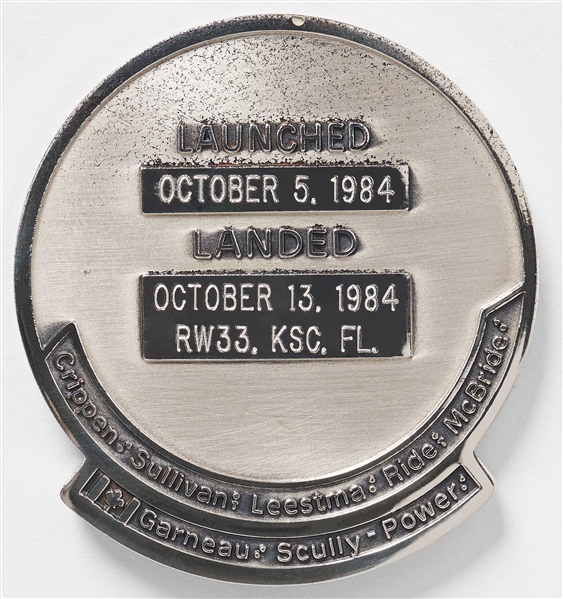 LAUNCHED
OCTOBER 5, 1984
LANDED
OCTOBER 13, 1984
RW33, KSC, FL.
Crippen Sullivan Leestma Ride McBride
Garneau Scully-Power